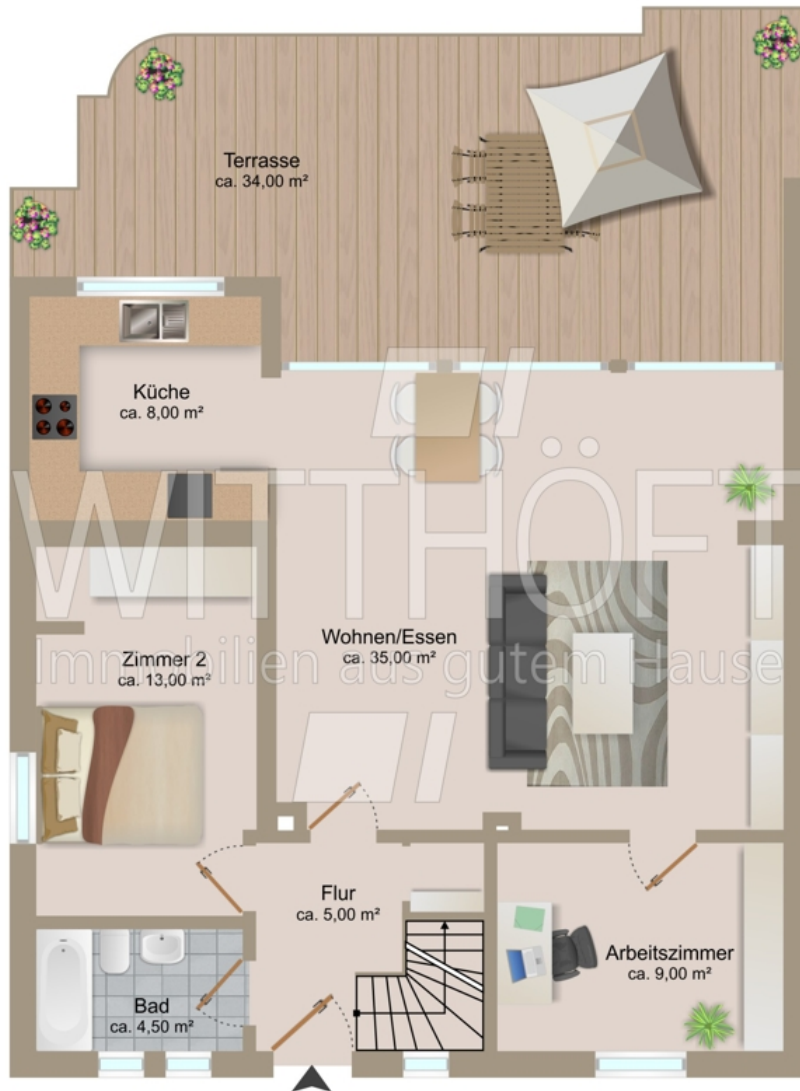 Terrasse
ca. 34,00 m²
Küche
ca. 8,00 m²
WITTHÖFT
Immobilien aus gutem Hause
Wohnen/Essen
ca. 35,00 m²
Zimmer 2
ca. 13,00 m²
Flur
ca. 5,00 m²
Arbeitszimmer
ca. 9,00 m²
Bad
ca. 4,50 m²